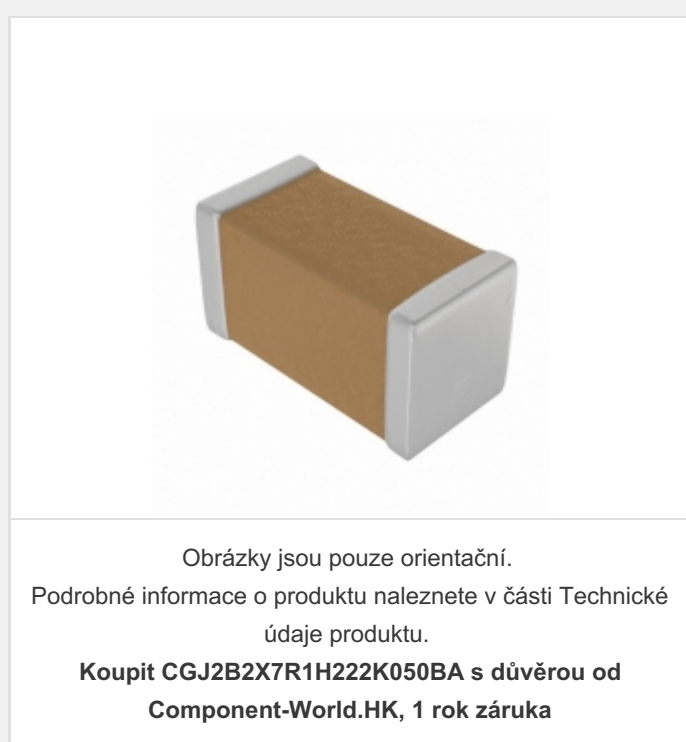 Obrázky jsou pouze orientační.
Podrobné informace o produktu naleznete v části Technické
údaje produktu.
Koupit CGJ2B2X7R1H222K050BA s důvěrou od
Component-World.HK, 1 rok záruka